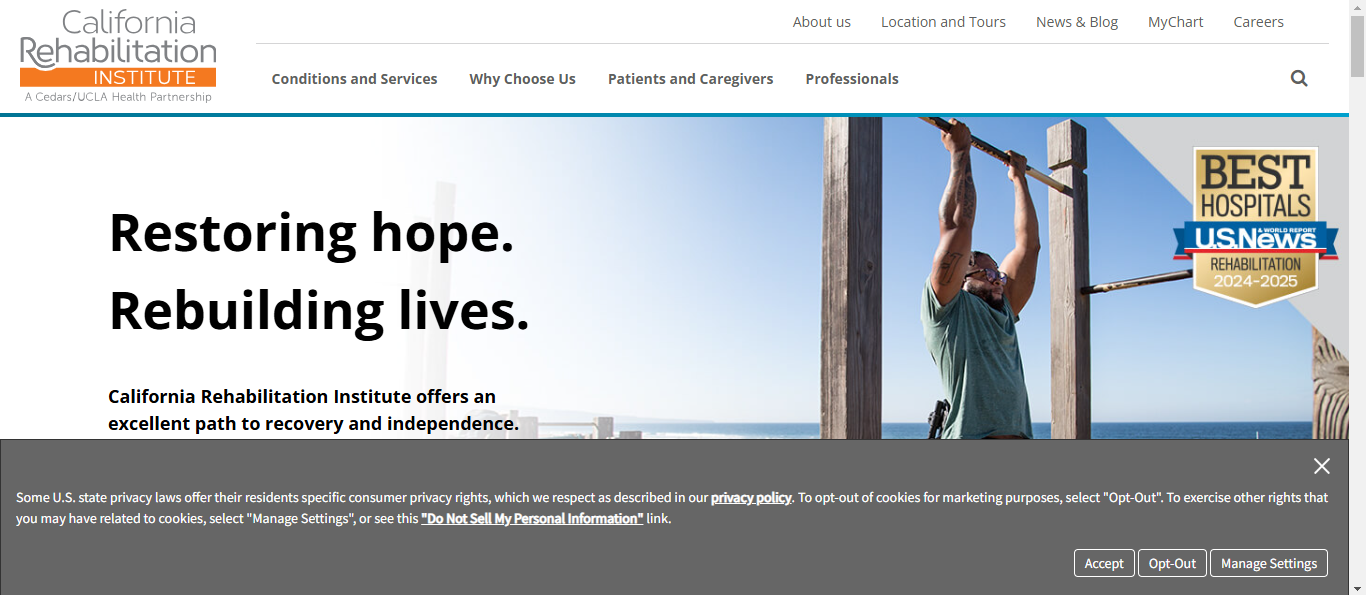 California
Rehabilitation
INSTITUTE
A Cedars/UCLA Health Partnership
About us
Location and Tours
News & Blog
MyChart
Careers
Conditions and Services
Why Choose Us
Patients and Caregivers
Professionals
Restoring hope.
Rebuilding lives.
California Rehabilitation Institute offers an
excellent path to recovery and independence.
BEST
HOSPITALS
U.S. News
& WORLD REPORT
REHABILITATION
2024-2025
Some U.S. state privacy laws offer their residents specific consumer privacy rights, which we respect as described in our privacy policy. To opt-out of cookies for marketing purposes, select "Opt-Out". To exercise other rights that
you may have related to cookies, select "Manage Settings", or see this "Do Not Sell My Personal Information" link.
Accept
Opt-Out
Manage Settings